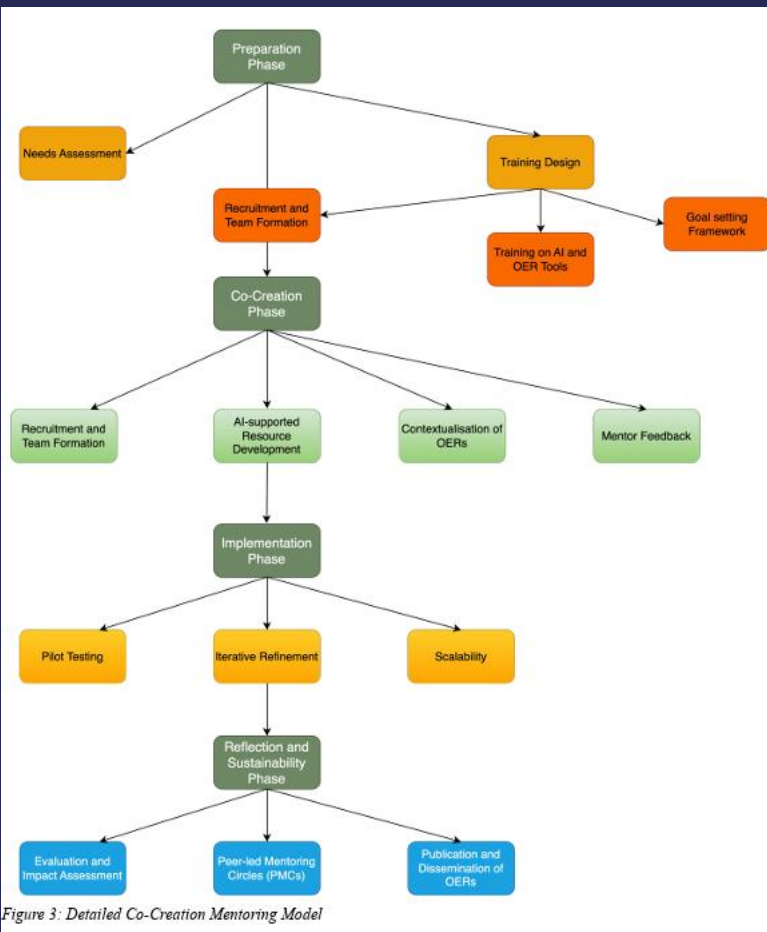 Preparation
Phase
Needs Assessment
Training Design
Recruitment and
Team Formation
Goal setting
Framework
Training on AI and
OER Tools
Co-Creation
Phase
Recruitment and
Team Formation
AI-supported
Resource
Development
Contextualisation of
OERs
Mentor Feedback
Implementation
Phase
Pilot Testing
Iterative Refinement
Scalability
Reflection and
Sustainability
Phase
Evaluation and
Impact Assessment
Peer-led Mentoring
Circles (PMCs)
Publication and
Dissemination of
OERs
Figure 3: Detailed Co-Creation Mentoring Model